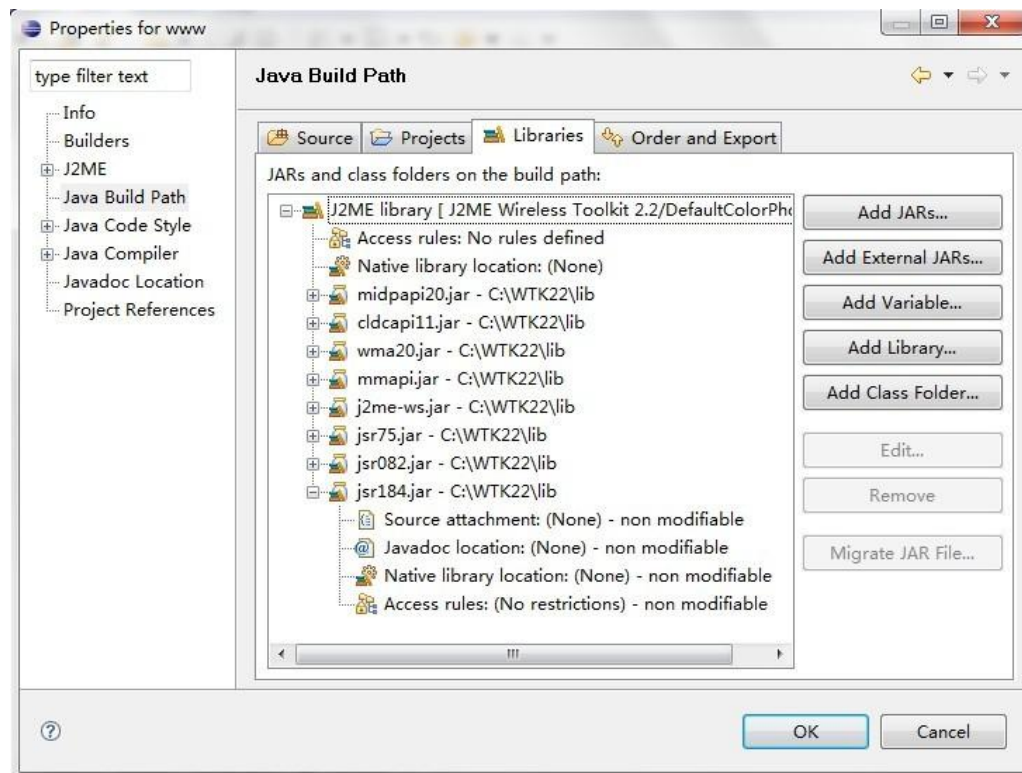 Properties for www
type filter text
Info
Builders
J2ME
Java Build Path
Java Code Style
Java Compiler
Javadoc Location
Project References
Java Build Path
Source
Projects
Libraries
Order and Export
JARs and class folders on the build path:
J2ME library [ J2ME Wireless Toolkit 2.2/DefaultColorPh
Access rules: No rules defined
Native library location: (None)
midpapi20.jar - C:\WTK22\lib
cldcapi11.jar - C:\WTK22\lib
wma20.jar - C:\WTK22\lib
mmapi.jar - C:\WTK22\lib
j2me-ws.jar - C:\WTK22\lib
jsr75.jar - C:\WTK22\lib
jsr082.jar - C:\WTK22\lib
jsr184.jar - C:\WTK22\lib
Source attachment: (None) - non modifiable
Javadoc location: (None) - non modifiable
Native library location: (None) - non modifiable
Access rules: (No restrictions) - non modifiable
Add JARs...
Add External JARs...
Add Variable...
Add Library...
Add Class Folder...
Edit...
Remove
Migrate JAR File...
OK
Cancel